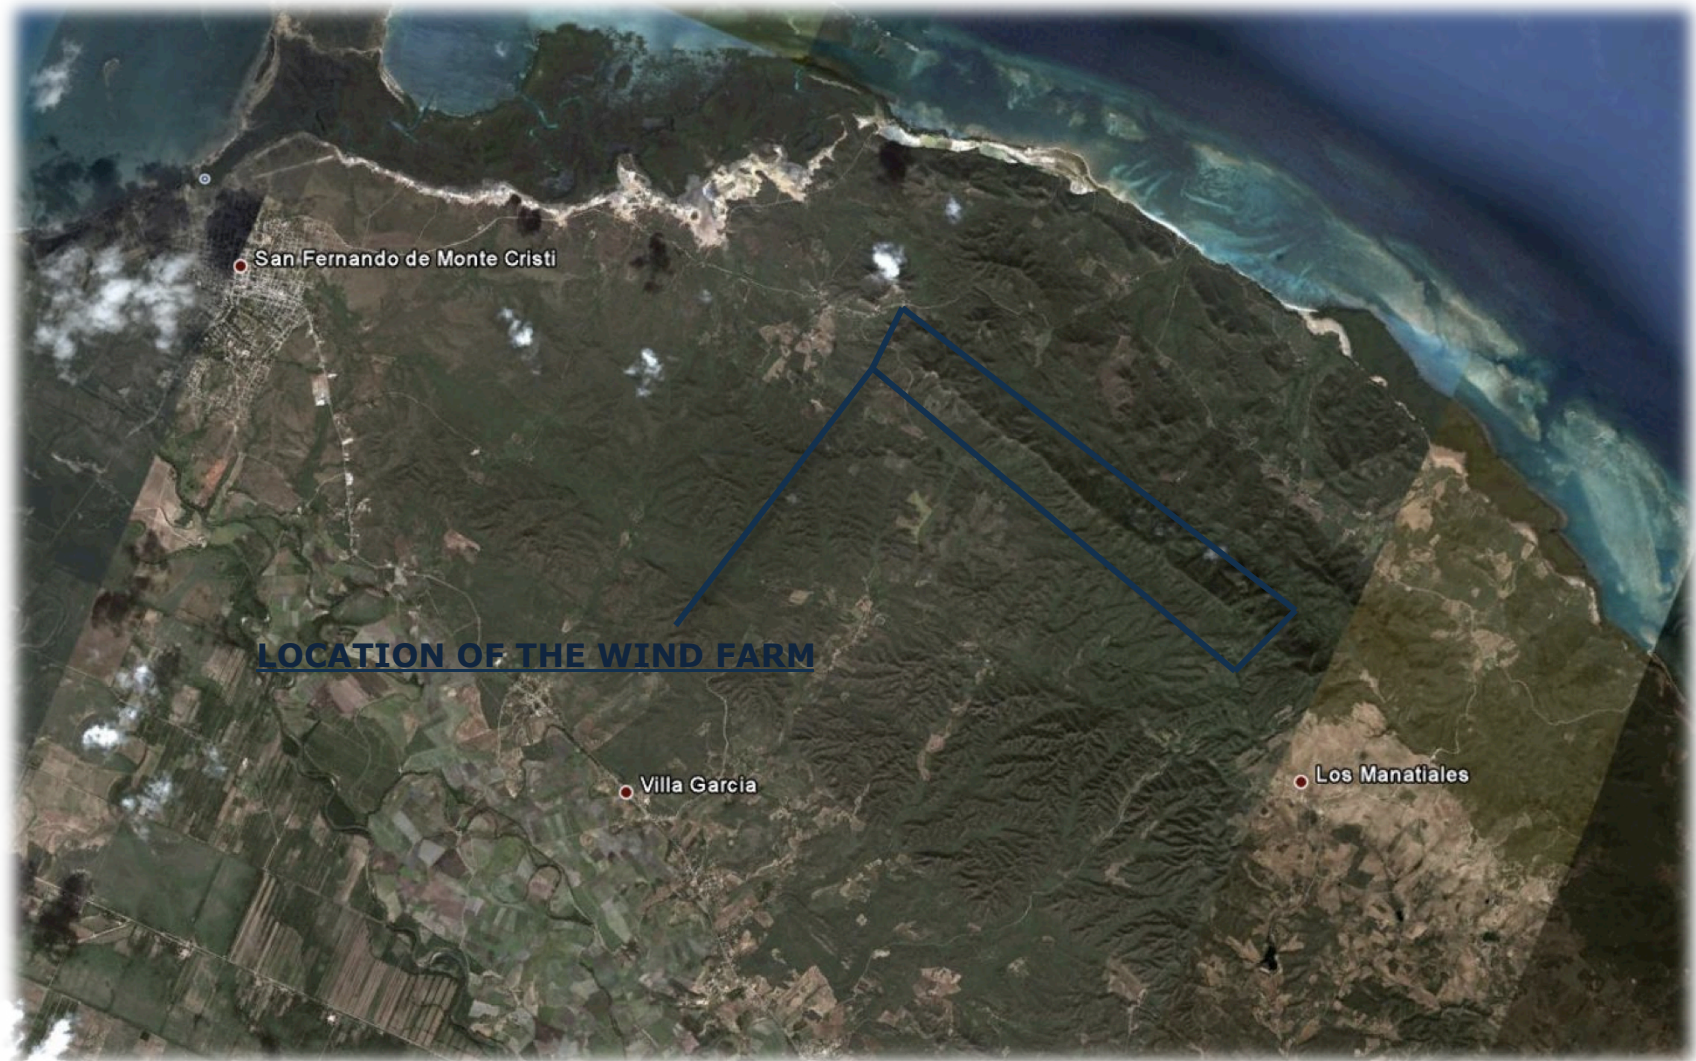 San Fernando de Monte Cristi
LOCATION OF THE WIND FARM
Villa Garcia
Los Manatiales